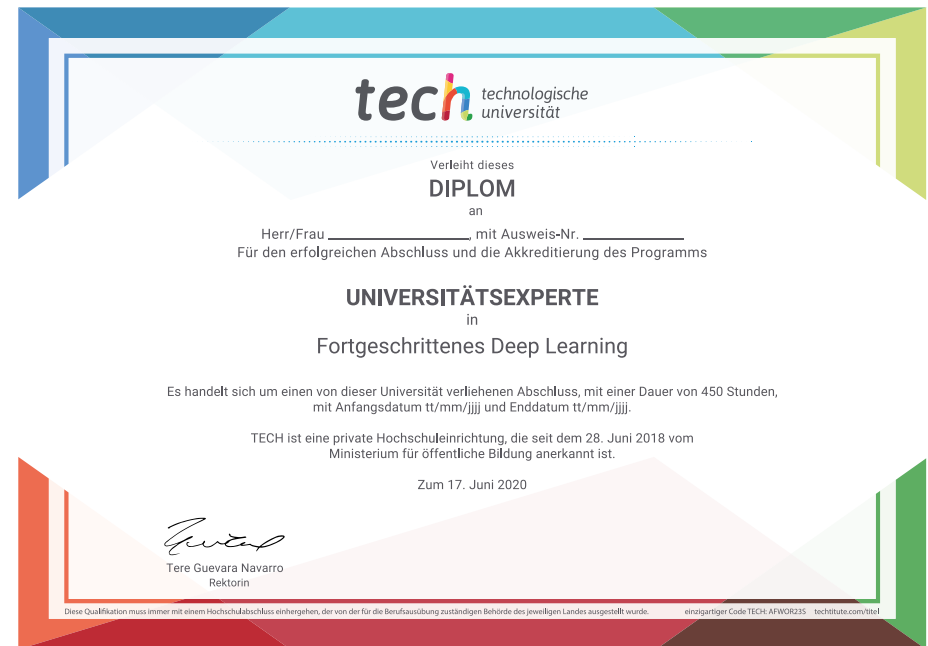 tech technologische
universität
Verleiht dieses
DIPLOM
an
Herr/Frau ____________________, mit Ausweis-Nr. ______________
Für den erfolgreichen Abschluss und die Akkreditierung des Programms
UNIVERSITÄTSEXPERTE
in
Fortgeschrittenes Deep Learning
Es handelt sich um einen von dieser Universität verliehenen Abschluss, mit einer Dauer von 450 Stunden,
mit Anfangsdatum tt/mm/jjjj und Enddatum tt/mm/jjjj.
TECH ist eine private Hochschuleinrichtung, die seit dem 28. Juni 2018 vom
Ministerium für öffentliche Bildung anerkannt ist.
Zum 17. Juni 2020
Tere Guevara Navarro
Rektorin
Diese Qualifikation muss immer mit einem Hochschulabschluss einhergehen, der von der für die Berufsausübung zuständigen Behörde des jeweiligen Landes ausgestellt wurde. einzigartiger Code TECH: AFWOR23S techtitute.com/titel